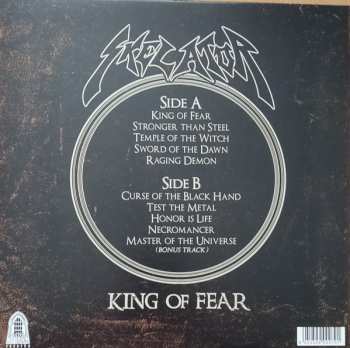 SIDE A
KING OF FEAR
STRONGER THAN STEEL
TEMPLE OF THE WITCH
SWORD OF THE DAWN
RAGING DEMON
SIDE B
CURSE OF THE BLACK HAND
TEST THE METAL
HONOR IS LIFE
NECROMANCER
MASTER OF THE UNIVERSE
(BONUS TRACK)
KING OF FEAR